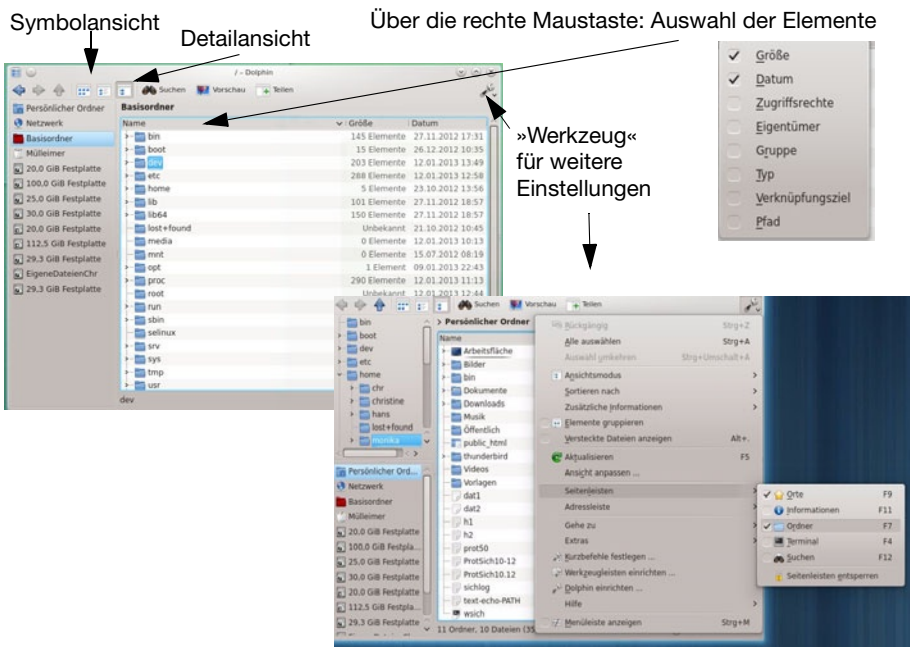 Symbolansicht
Detailansicht
Über die rechte Maustaste: Auswahl der Elemente
/ – Dolphin
Suchen Vorschau Teilen
Persönlicher Ordner
Netzwerk
Basisordner
Mülleimer
20,0 GiB Festplatte
100,0 GiB Festplatte
25,0 GiB Festplatte
30,0 GiB Festplatte
20,0 GiB Festplatte
112,5 GiB Festplatte
29,3 GiB Festplatte
EigeneDateienChr
29,3 GiB Festplatte
Basisordner
Name Größe Datum
bin 145 Elemente 27.11.2012 17:31
boot 15 Elemente 26.12.2012 10:35
dev 203 Elemente 12.01.2013 13:49
etc 288 Elemente 12.01.2013 12:58
home 5 Elemente 23.10.2012 13:56
lib 101 Elemente 27.11.2012 18:57
lib64 150 Elemente 27.11.2012 18:57
lost+found Unbekannt 21.10.2012 10:45
media 0 Elemente 12.01.2013 10:13
mnt 0 Elemente 15.07.2012 08:19
opt 1 Element 09.01.2013 22:43
proc 290 Elemente 12.01.2013 11:13
root Unbekannt 12.01.2013 12:44
run
sbin
selinux
srv
sys
tmp
usr
dev
»Werkzeug«
für weitere
Einstellungen
Größe
Datum
Zugriffsrechte
Eigentümer
Gruppe
Typ
Verknüpfungsziel
Pfad
Suchen Vorschau Teilen
bin
boot
dev
etc
home
chr
christine
hans
lost+found
monika
Persönlicher Ord...
Netzwerk
Basisordner
Mülleimer
20,0 GiB Festplatte
100,0 GiB Festpla...
25,0 GiB Festplatte
30,0 GiB Festplatte
20,0 GiB Festplatte
112,5 GiB Festpla...
29,3 GiB Festplatte
> Persönlicher Ordner
Name
Arbeitsfläche
Bilder
bin
Dokumente
Downloads
Musik
Öffentlich
public_html
thunderbird
Videos
Vorlagen
dat1
dat2
h1
h2
prot50
ProtSich10-12
ProtSich10.12
sichlog
text-echo-PATH
wsich
11 Ordner, 10 Dateien (35
Rückgängig Strg+Z
Alle auswählen Strg+A
Auswahl umkehren Strg+Umschalt+A
Ansichtsmodus
Sortieren nach
Zusätzliche Informationen
Elemente gruppieren
Versteckte Dateien anzeigen Alt+.
Aktualisieren F5
Ansicht anpassen ...
Seitenleisten
Adressleiste
Gehe zu
Extras
Kurzbefehle festlegen ...
Werkzeugleisten einrichten ...
Dolphin einrichten ...
Hilfe
Menüleiste anzeigen Strg+M
Orte F9
Informationen F11
Ordner F7
Terminal F4
Suchen F12
Seitenleisten entsperren